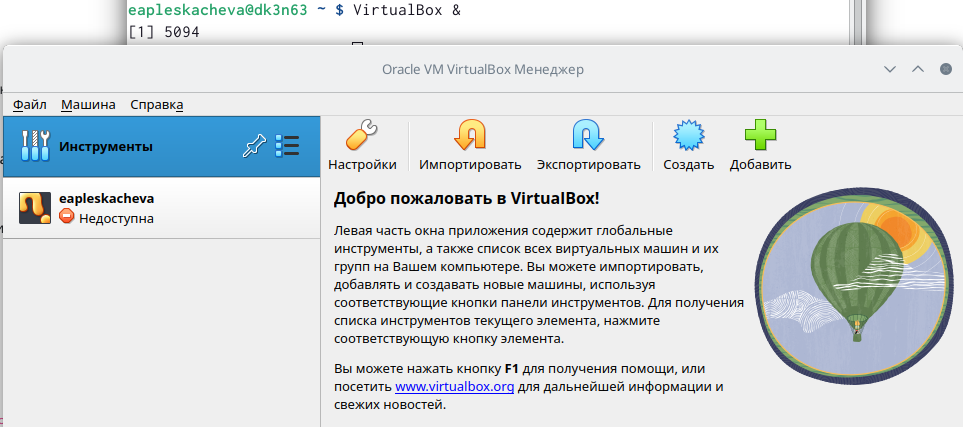 eapleskacheva@dk3n63 ~ $ VirtualBox &
[1] 5094
Oracle VM VirtualBox Менеджер
Файл Машина Справка
Инструменты
eapleskacheva
Недоступна
Настройки Импортировать Экспортировать Создать Добавить
Добро пожаловать в VirtualBox!
Левая часть окна приложения содержит глобальные
инструменты, а также список всех виртуальных машин и их
групп на Вашем компьютере. Вы можете импортировать,
добавлять и создавать новые машины, используя
соответствующие кнопки панели инструментов. Для получения
списка инструментов текущего элемента, нажмите
соответствующую кнопку элемента.
Вы можете нажать кнопку F1 для получения помощи, или
посетить www.virtualbox.org для дальнейшей информации и
свежих новостей.